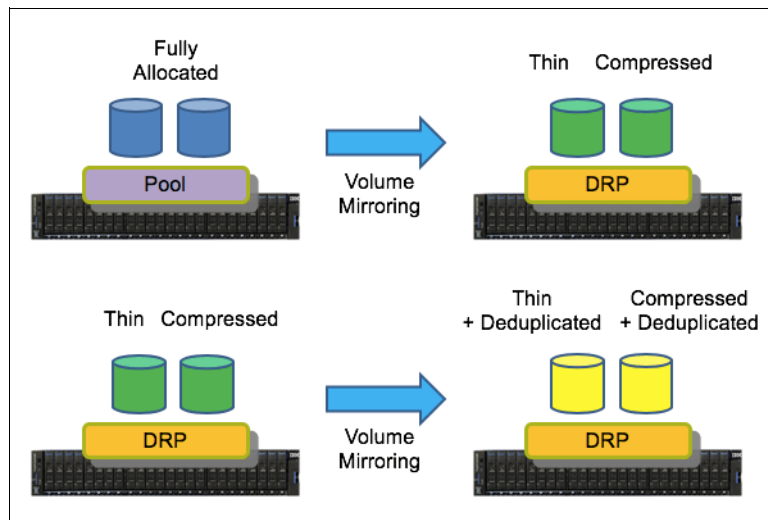 Fully
Allocated
Thin Compressed
Pool
Volume
Mirroring
DRP
Thin Compressed
Thin
+ Deduplicated
Compressed
+ Deduplicated
DRP
Volume
Mirroring
DRP